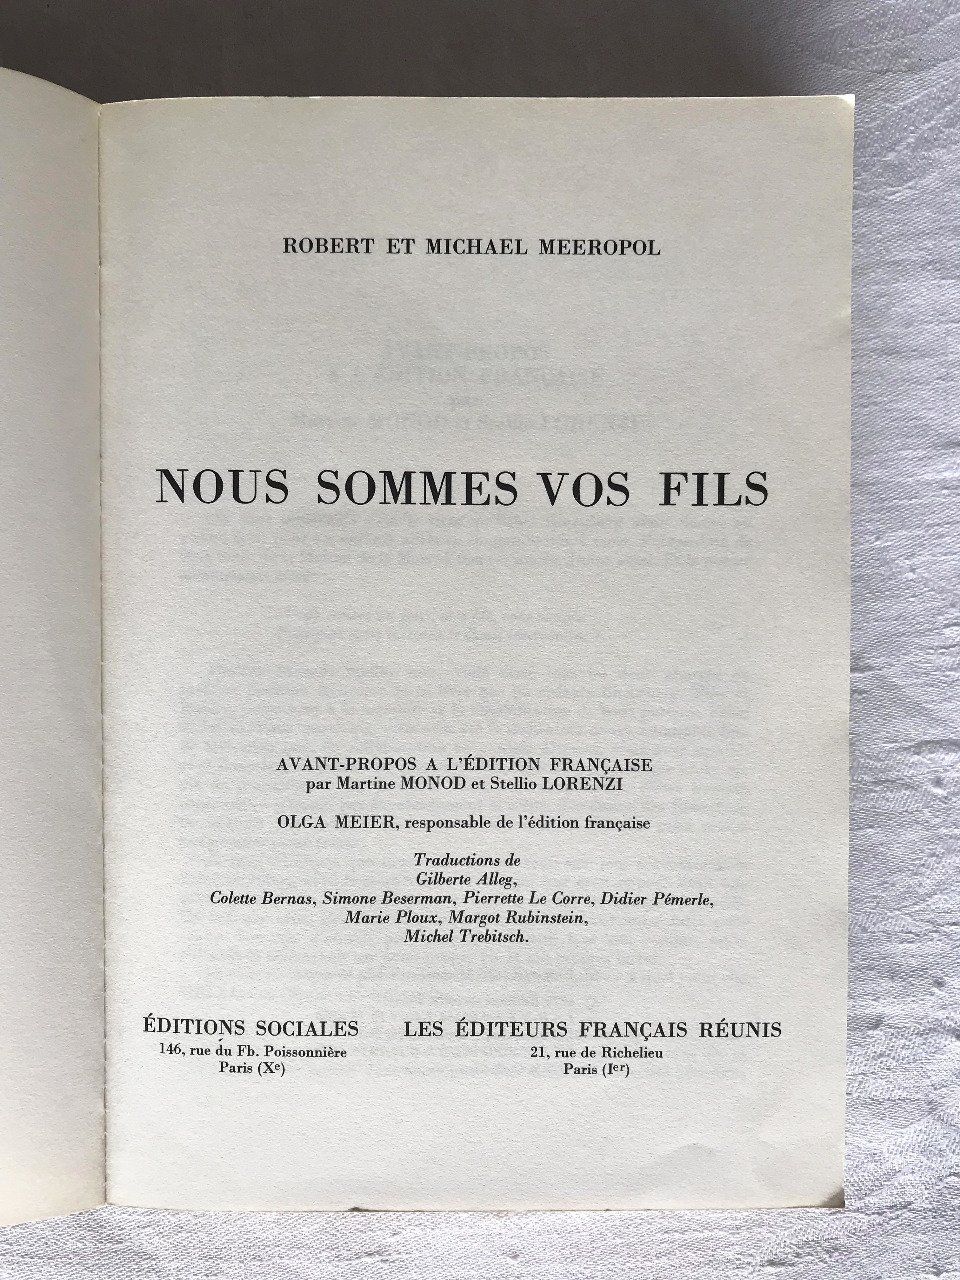 ROBERT ET MICHAEL MEEROPOL
NOUS SOMMES VOS FILS
AVANT-PROPOS A L'ÉDITION FRANÇAISE
par Martine MONOD et Stellio LORENZI
OLGA MEIER, responsable de l'édition française
Traductions de
Gilberte Alleg,
Colette Bernas, Simone Beserman, Pierrette Le Corre, Didier Pémerle,
Marie Ploux, Margot Rubinstein,
Michel Trebitsch.
ÉDITIONS SOCIALES
146, rue du Fb. Poissonnière
Paris (Xe)
LES ÉDITEURS FRANÇAIS RÉUNIS
21, rue de Richelieu
Paris (Ier)